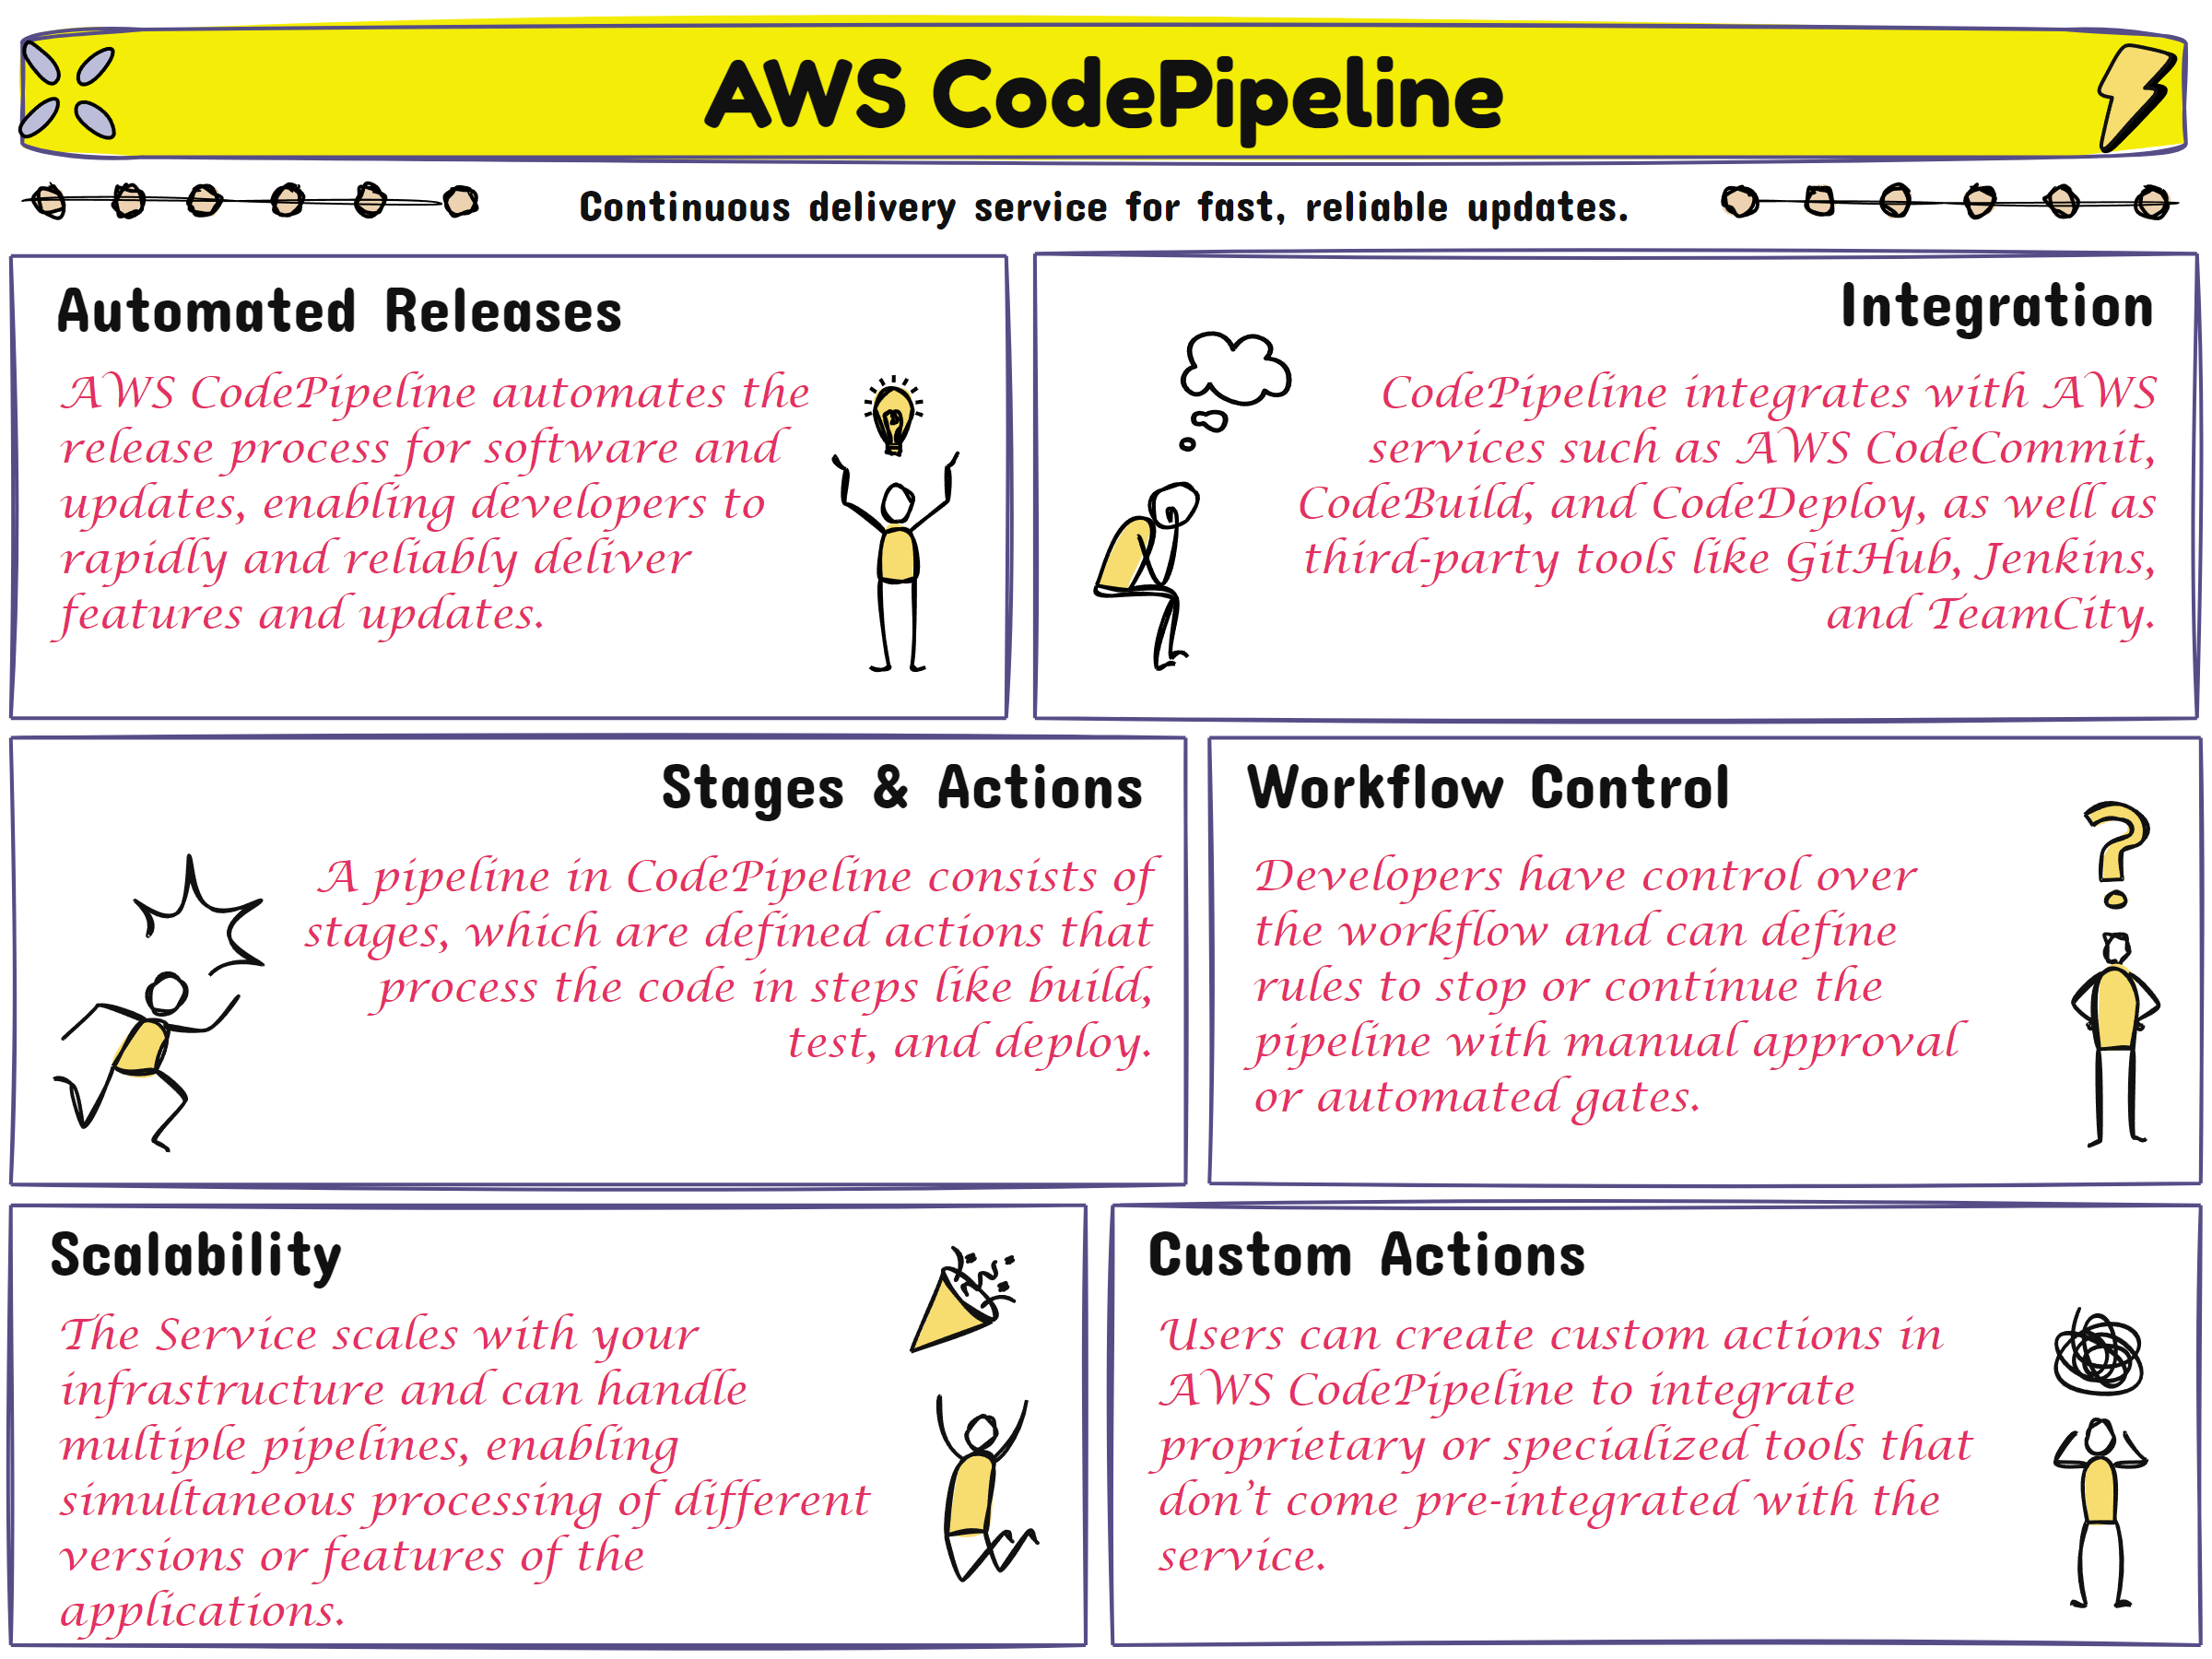 AWS CodePipeline
Continuous delivery service for fast, reliable updates.
Automated Releases
AWS CodePipeline automates the
release process for software and
updates, enabling developers to
rapidly and reliably deliver
features and updates.
Integration
CodePipeline integrates with AWS
services such as AWS CodeCommit,
CodeBuild, and CodeDeploy, as well as
third-party tools like GitHub, Jenkins,
and TeamCity.
Stages & Actions
A pipeline in CodePipeline consists of
stages, which are defined actions that
process the code in steps like build,
test, and deploy.
Workflow Control
Developers have control over
the workflow and can define
rules to stop or continue the
pipeline with manual approval
or automated gates.
Scalability
The Service scales with your
infrastructure and can handle
multiple pipelines, enabling
simultaneous processing of different
versions or features of the
applications.
Custom Actions
Users can create custom actions in
AWS CodePipeline to integrate
proprietary or specialized tools that
don't come pre-integrated with the
service.